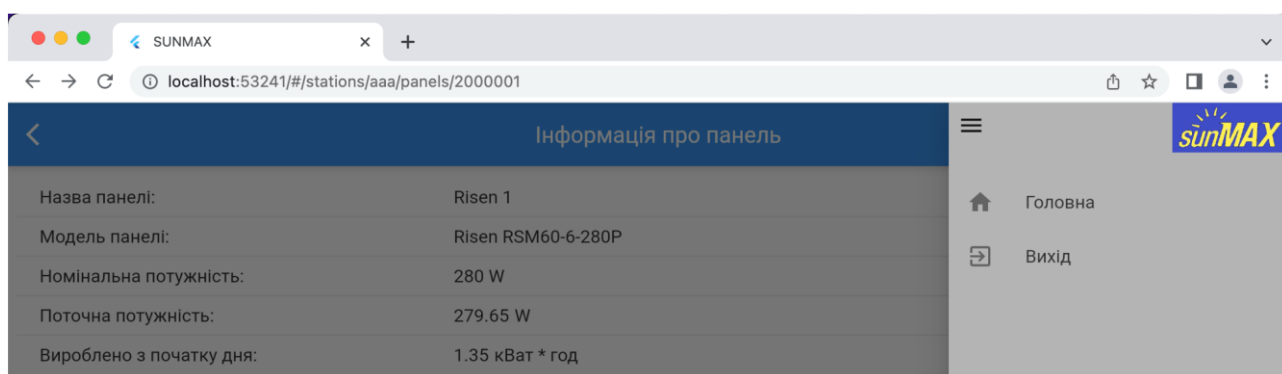 SUNMAX
localhost:53241/#/stations/aaa/panels/2000001
Інформація про панель
sunMAX
Назва панелі: Risen 1
Головна
Модель панелі: Risen RSM60-6-280P
Вихід
Номінальна потужність: 280 W
Поточна потужність: 279.65 W
Вироблено з початку дня: 1.35 кВат * год